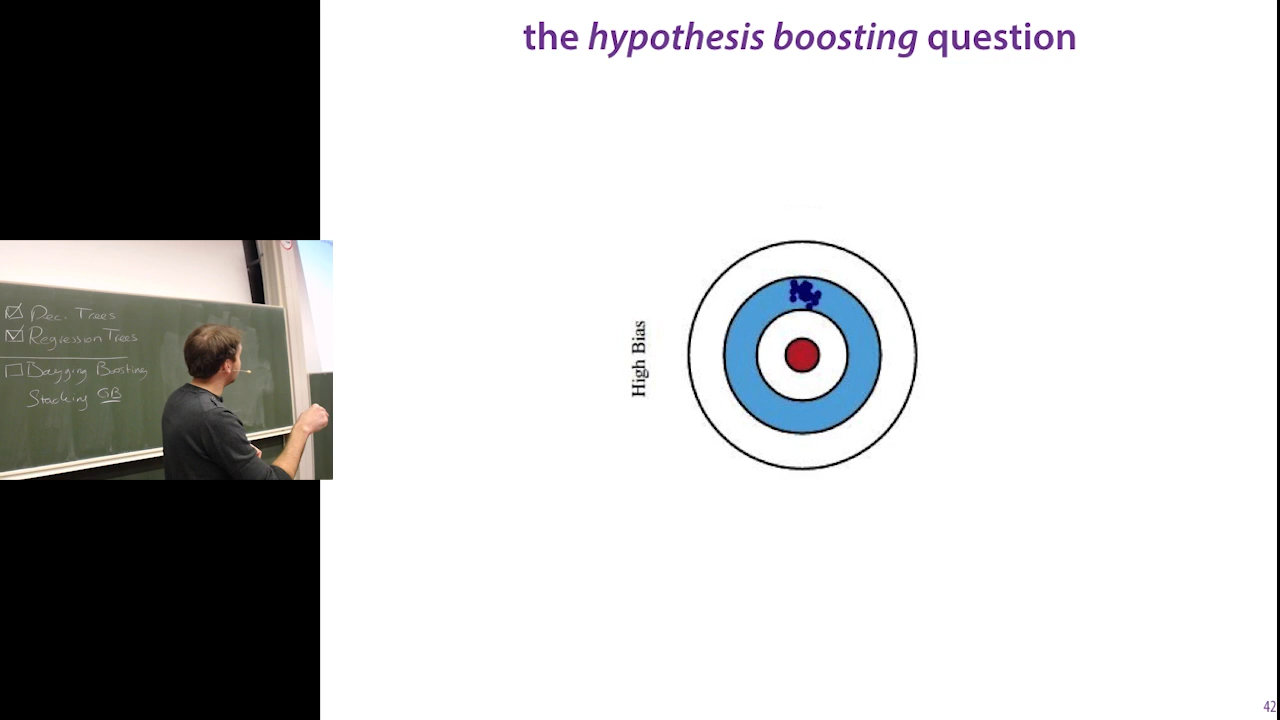 the hypothesis boosting question
High Bias
Dec. Trees
Regression Trees
Bagging Boosting
Stacking GB
42